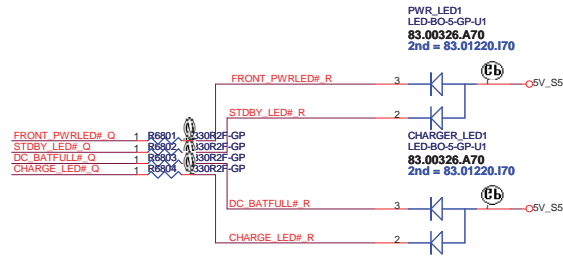 PWR_LED1
LED-BO-5-GP-U1
83.00326.A70
2nd = 83.01220.I70
FRONT_PWRLED#_R 3 1 5V_S5
STDBY_LED#_R 2
FRONT_PWRLED#_Q 1 R6801 330R2F-GP
STDBY_LED#_Q 1 R6802 330R2F-GP
DC_BATFULL#_Q 1 R6803 330R2F-GP
CHARGE_LED#_Q 1 R6804 330R2F-GP
CHARGER_LED1
LED-BO-5-GP-U1
83.00326.A70
2nd = 83.01220.I70
DC_BATFULL#_R 3 1 5V_S5
CHARGE_LED#_R 2